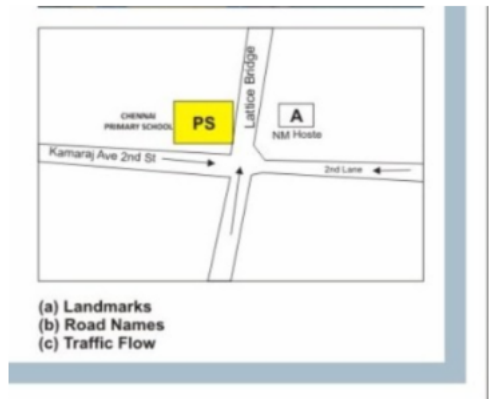 Lattice Bridge
CHENNAI
PRIMARY SCHOOL
PS
A
NM Hoste
Kamaraj Ave 2nd St
2nd Lane
(a) Landmarks
(b) Road Names
(c) Traffic Flow